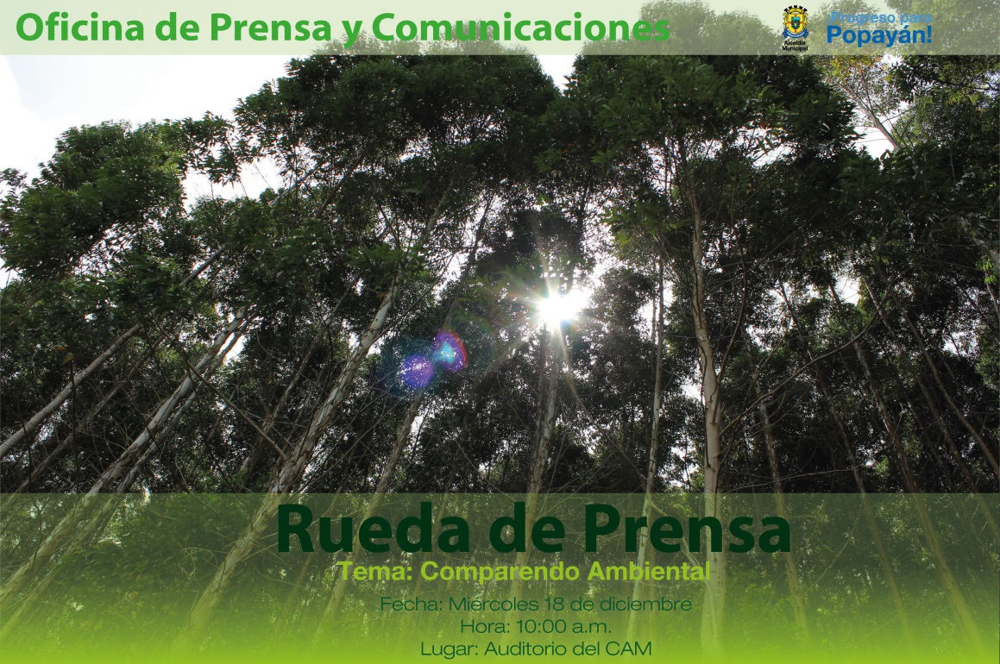 Oficina de Prensa y Comunicaciones
Alcaldía
Municipal
¡Progreso para
Popayán!
Rueda de Prensa
Tema: Comparendo Ambiental
Fecha: Miércoles 18 de diciembre
Hora: 10:00 a.m.
Lugar: Auditorio del CAM